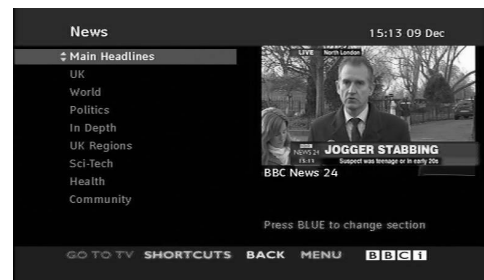 News
15:13 09 Dec
Main Headlines
UK
World
Politics
In Depth
UK Regions
Sci-Tech
Health
Community
LIVE North London
BBC
NEWS 24
15:13
JOGGER STABBING
Suspect was teenage or in early 20s
BBC News 24
Press BLUE to change section
GO TO TV SHORTCUTS BACK MENU BBCi